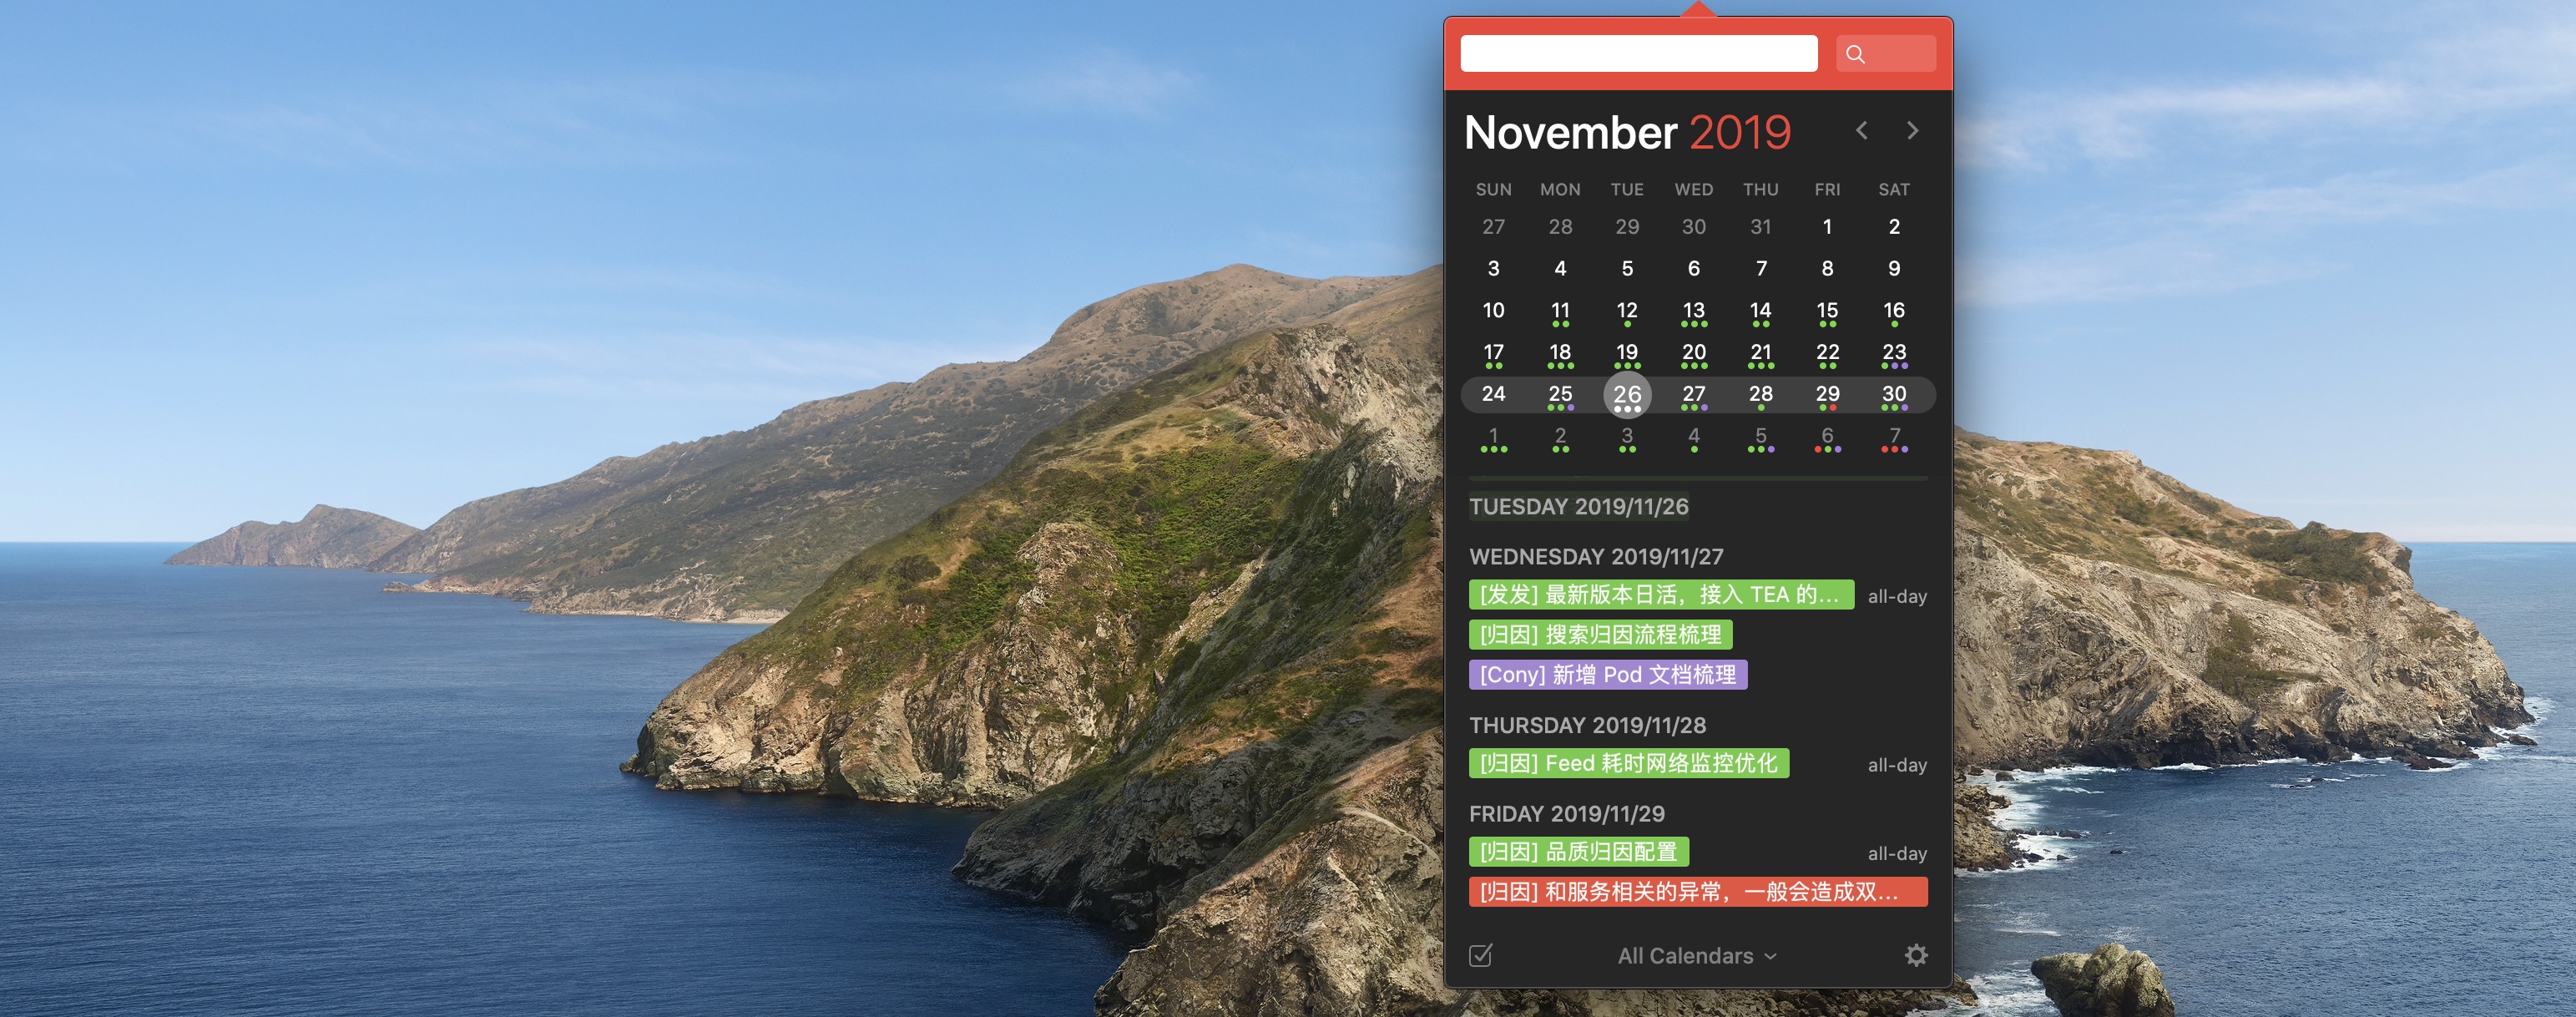 November 2019
SUN MON TUE WED THU FRI SAT
27 28 29 30 31 1 2
3 4 5 6 7 8 9
10 11 12 13 14 15 16
17 18 19 20 21 22 23
24 25 26 27 28 29 30
1 2 3 4 5 6 7
TUESDAY 2019/11/26
WEDNESDAY 2019/11/27
[发发] 最新版本日活，接入 TEA 的... all-day
[归因] 搜索归因流程梳理
[Cony] 新增 Pod 文档梳理
THURSDAY 2019/11/28
[归因] Feed 耗时网络监控优化 all-day
FRIDAY 2019/11/29
[归因] 品质归因配置 all-day
[归因] 和服务相关的异常，一般会造成双...
All Calendars